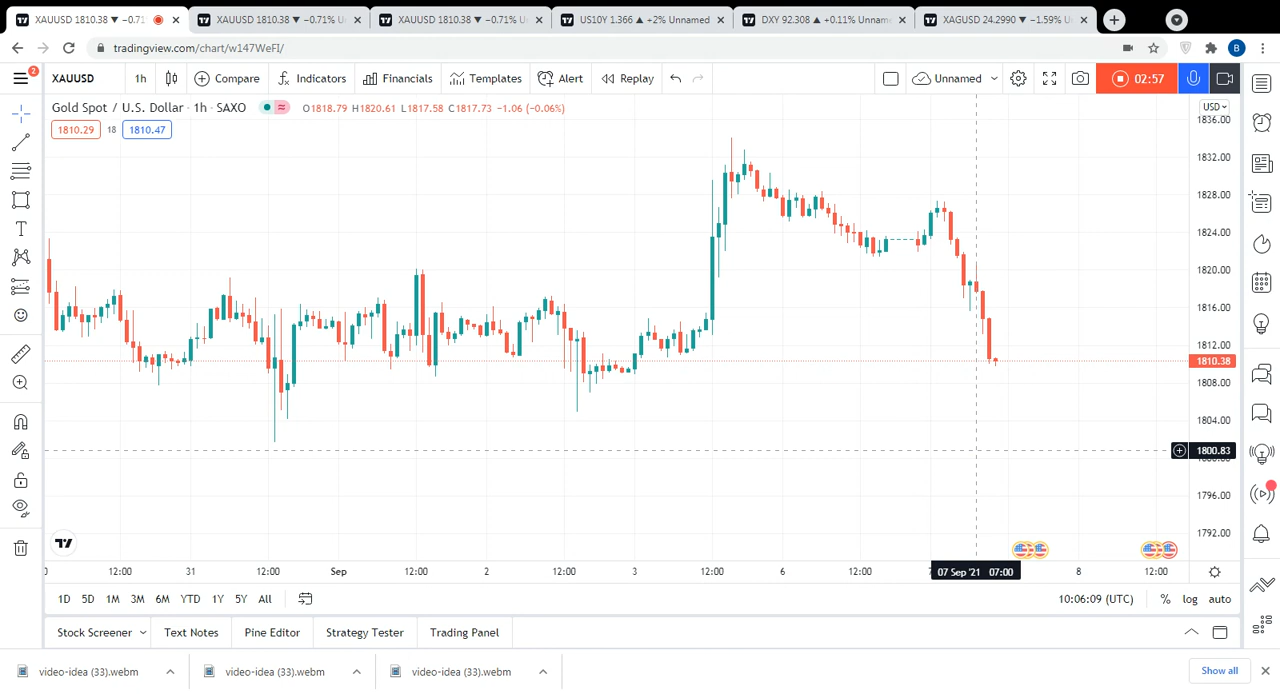 XAUUSD 1810.38 ▼ −0.71%
XAUUSD 1810.38 ▼ −0.71% Unnamed
XAUUSD 1810.38 ▼ −0.71% Unnamed
US10Y 1.366 ▲ +2% Unnamed
DXY 92.308 ▲ +0.11% Unnam
XAGUSD 24.2990 ▼ −1.59% Unnam
tradingview.com/chart/w147WeFI/
B
2
XAUUSD 1h Compare Indicators Financials Templates Alert Replay Unnamed 02:57
Gold Spot / U.S. Dollar · 1h · SAXO O1818.79 H1820.61 L1817.58 C1817.73 −1.06 (−0.06%)
1810.29 18 1810.47
USD
1836.00
1832.00
1828.00
1824.00
1820.00
1816.00
1812.00
1810.38
1808.00
1804.00
1800.83
1796.00
1792.00
12:00 31 12:00 Sep 12:00 2 12:00 3 12:00 6 12:00 07 Sep '21 07:00 8 12:00
1D 5D 1M 3M 6M YTD 1Y 5Y All 10:06:09 (UTC) % log auto
Stock Screener Text Notes Pine Editor Strategy Tester Trading Panel
video-idea (33).webm video-idea (33).webm video-idea (33).webm Show all